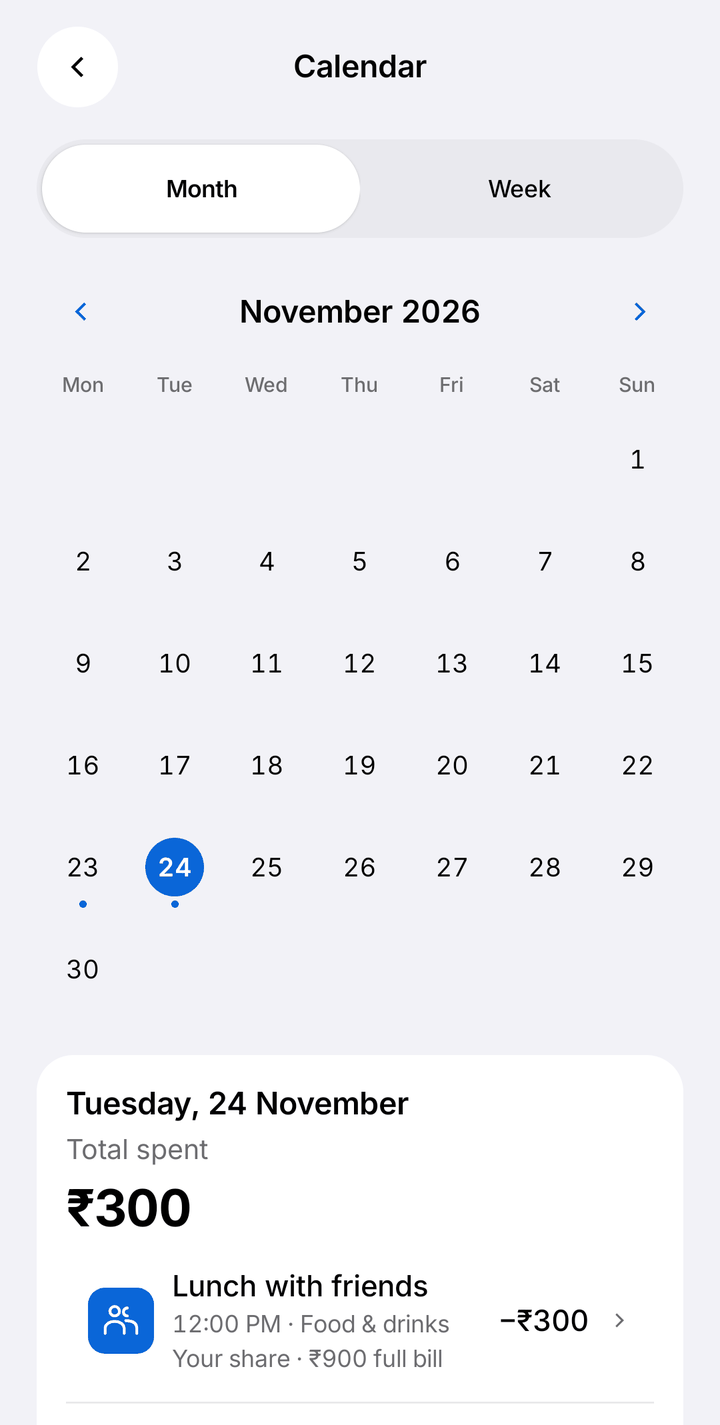 Calendar
Month Week
November 2026
Mon Tue Wed Thu Fri Sat Sun
1
2 3 4 5 6 7 8
9 10 11 12 13 14 15
16 17 18 19 20 21 22
23 24 25 26 27 28 29
30
Tuesday, 24 November
Total spent
₹300
Lunch with friends
12:00 PM · Food & drinks
−₹300
Your share · ₹900 full bill